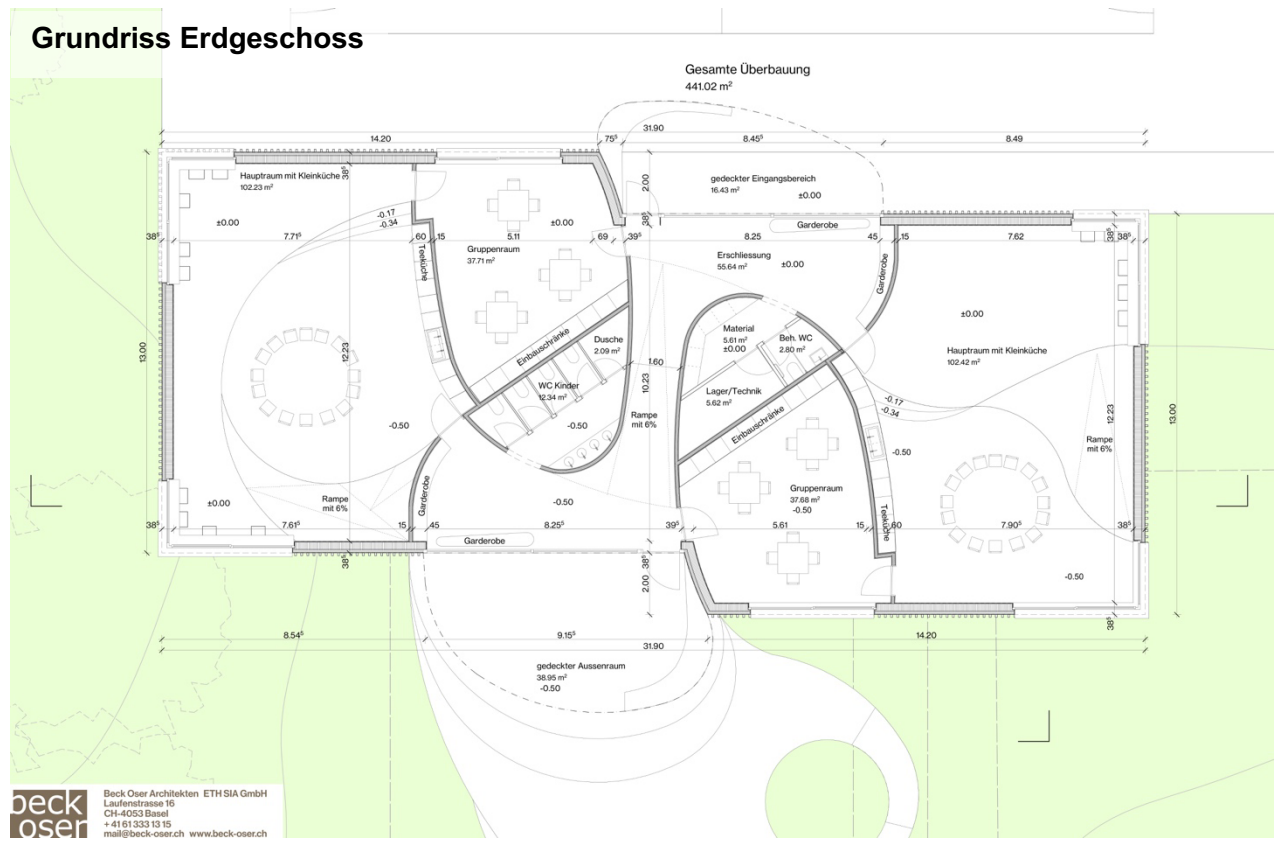 Grundriss Erdgeschoss
Gesamte Überbauung
441.02 m²
31.90
14.20
75⁵
8.45⁵
8.49
Hauptraum mit Kleinküche
102.23 m²
38⁵
2.00
gedeckter Eingangsbereich
16.43 m²
±0.00
±0.00
-0.17
-0.34
±0.00
38⁵
Garderobe
38⁵
7.71⁵
60
15
5.11
69
39⁵
8.25
45
15
7.62
38⁵
38⁵
Gruppenraum
37.71 m²
Teeküche
Erschliessung
55.64 m²
±0.00
Garderobe
±0.00
13.00
12.23
Einbauschränke
Dusche
2.09 m²
Material
5.61 m²
±0.00
Beh. WC
2.80 m²
Hauptraum mit Kleinküche
102.42 m²
1.60
10.23
WC Kinder
12.34 m²
Lager/Technik
5.62 m²
-0.17
-0.34
12.23
13.00
-0.50
-0.50
Rampe
mit 6%
Einbauschränke
-0.50
Rampe
mit 6%
±0.00
Rampe
mit 6%
Garderobe
-0.50
Gruppenraum
37.68 m²
-0.50
Teeküche
38⁵
7.61⁵
15
45
8.25⁵
39⁵
5.61
15
60
7.90⁵
38⁵
Garderobe
38⁵
38⁵
2.00
-0.50
38⁵
8.54⁵
9.15⁵
14.20
31.90
gedeckter Aussenraum
38.95 m²
-0.50
beck
oser
Beck Oser Architekten ETH SIA GmbH
Laufenstrasse 16
CH-4053 Basel
+ 41 61 333 13 15
mail@beck-oser.ch www.beck-oser.ch